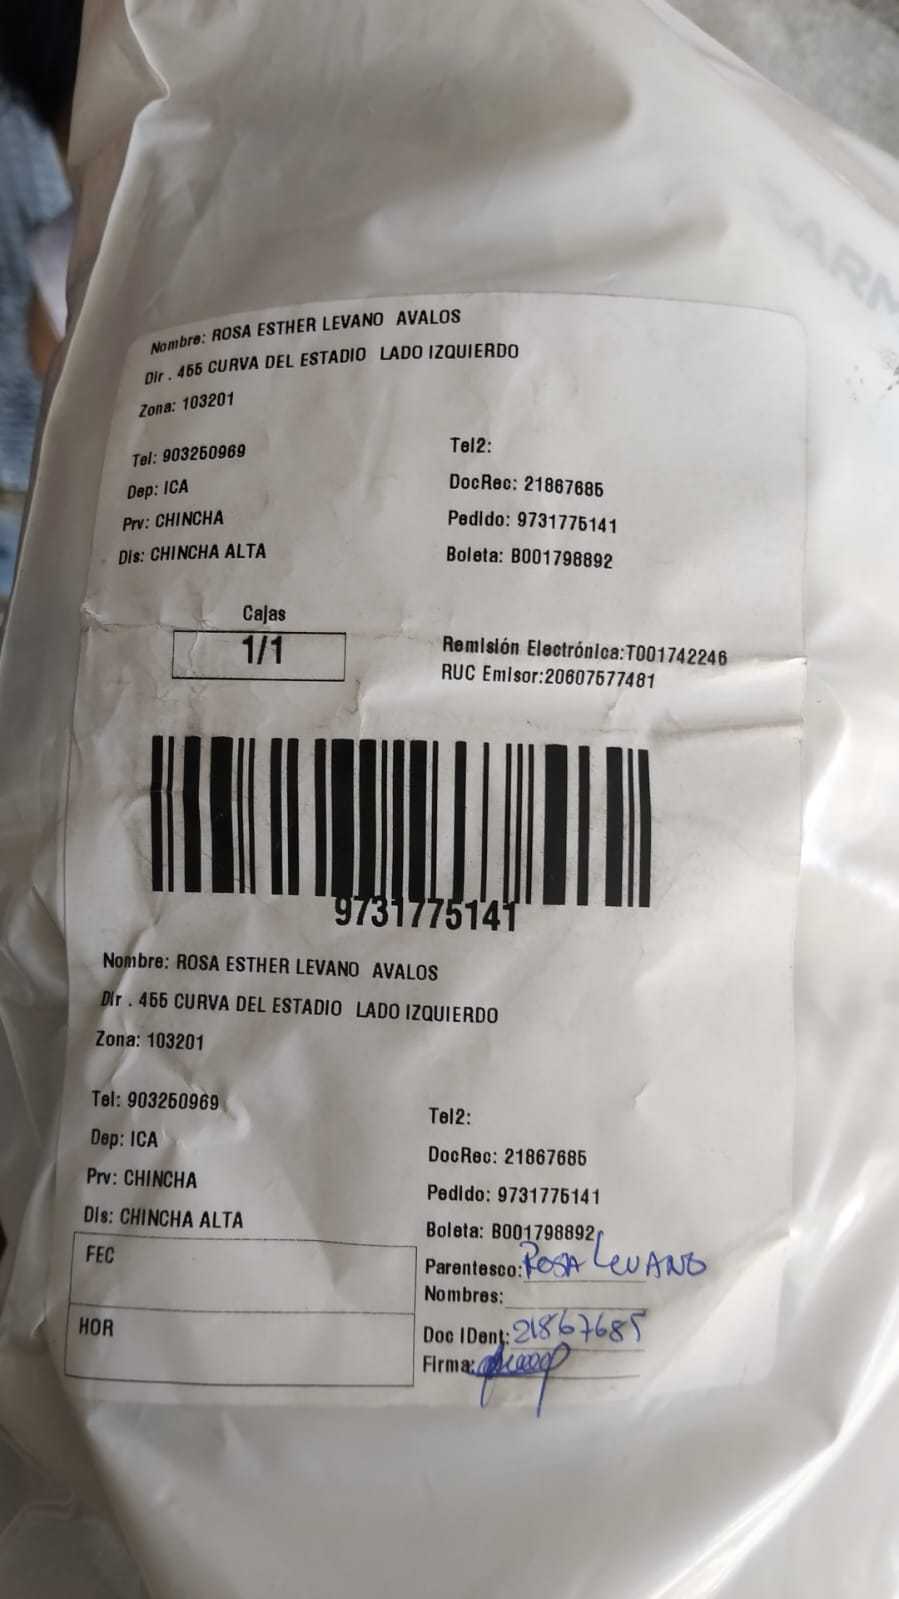 Nombre: ROSA ESTHER LEVANO AVALOS
Dir . 455 CURVA DEL ESTADIO LADO IZQUIERDO
Zona: 103201
Tel: 903250969
Tel2:
Dep: ICA
DocRec: 21867685
Prv: CHINCHA
Pedido: 9731775141
Dis: CHINCHA ALTA
Boleta: B001798892
Cajas
1/1
Remisión Electrónica:T001742246
RUC Emisor:20607577481
9731775141
Nombre: ROSA ESTHER LEVANO AVALOS
Dir . 455 CURVA DEL ESTADIO LADO IZQUIERDO
Zona: 103201
Tel: 903250969
Tel2:
Dep: ICA
DocRec: 21867685
Prv: CHINCHA
Pedido: 9731775141
Dis: CHINCHA ALTA
Boleta: B001798892
FEC
Parentesco: ROSA LEVANO
Nombres:
HOR
Doc IDent: 21867685
Firma: